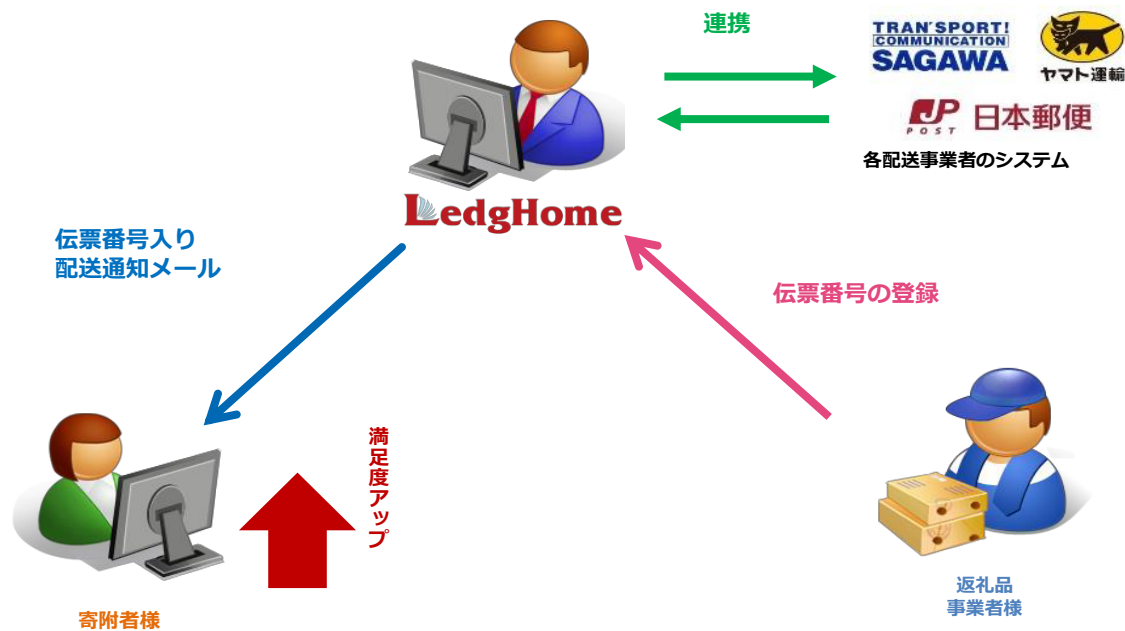 連携
TRAN'SPORT!
COMMUNICATION
SAGAWA
ヤマト運輸
JP
POST
日本郵便
各配送事業者のシステム
LedgHome
伝票番号入り
配送通知メール
伝票番号の登録
満足度アップ
寄附者様
返礼品
事業者様